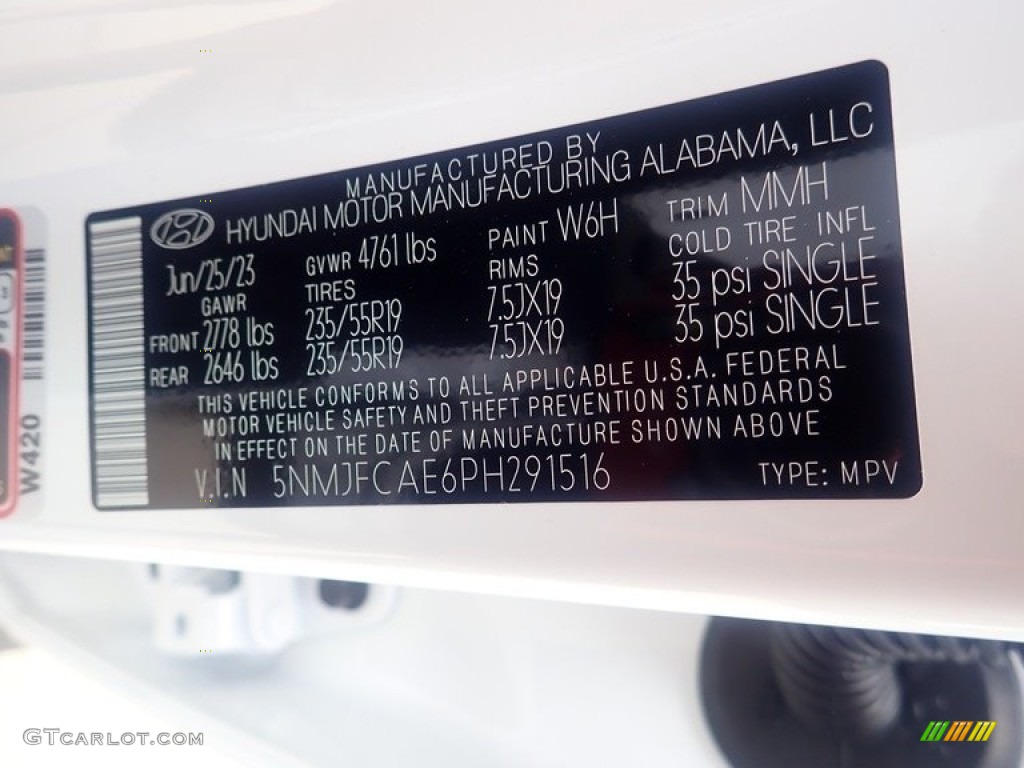 MANUFACTURED BY
HYUNDAI MOTOR MANUFACTURING ALABAMA, LLC
Jun/25/23 GVWR 4761 lbs PAINT W6H TRIM MMH
GAWR TIRES RIMS COLD TIRE INFL
FRONT 2778 lbs 235/55R19 7.5JX19 35 psi SINGLE
REAR 2646 lbs 235/55R19 7.5JX19 35 psi SINGLE
THIS VEHICLE CONFORMS TO ALL APPLICABLE U.S.A. FEDERAL
MOTOR VEHICLE SAFETY AND THEFT PREVENTION STANDARDS
IN EFFECT ON THE DATE OF MANUFACTURE SHOWN ABOVE
V.I.N 5NMJFCAE6PH291516 TYPE: MPV
W420
GTCARLOT.COM